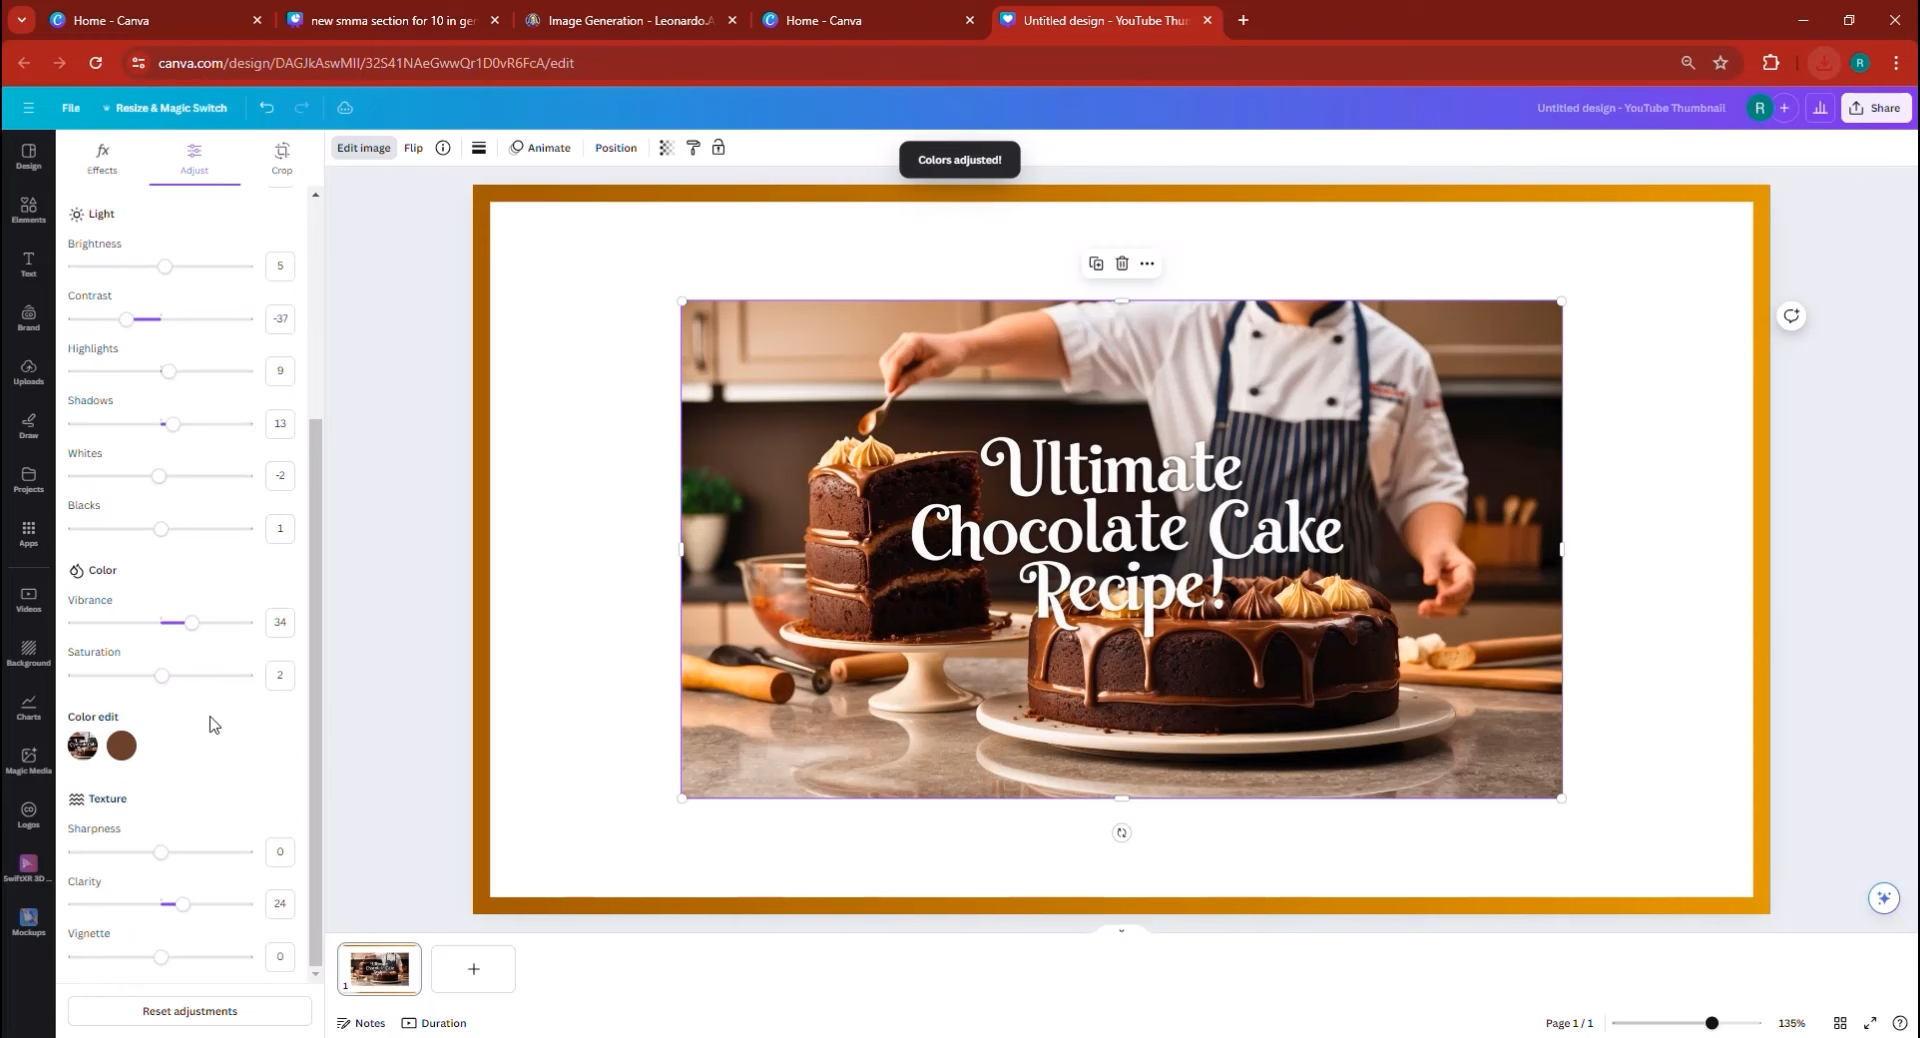 Home - Canva
new smma section for 10 in ger
Image Generation - Leonardo.A
Home - Canva
Untitled design - YouTube Thur
canva.com/design/DAGJkAswMlI/32S41NAeGwwQr1D0vR6FcA/edit
R
File
Resize & Magic Switch
Untitled design - YouTube Thumbnail
R
Share
Design
Elements
Text
Brand
Uploads
Draw
Projects
Apps
Videos
Background
Charts
Magic Media
Logos
SwiftXR 3D ...
Mockups
Effects
Adjust
Crop
Light
Brightness
5
Contrast
-37
Highlights
9
Shadows
13
Whites
-2
Blacks
1
Color
Vibrance
34
Saturation
2
Color edit
Texture
Sharpness
0
Clarity
24
Vignette
0
Reset adjustments
Edit image
Flip
Animate
Position
Colors adjusted!
Ultimate
Chocolate Cake
Recipe!
1
Notes
Duration
Page 1 / 1
135%